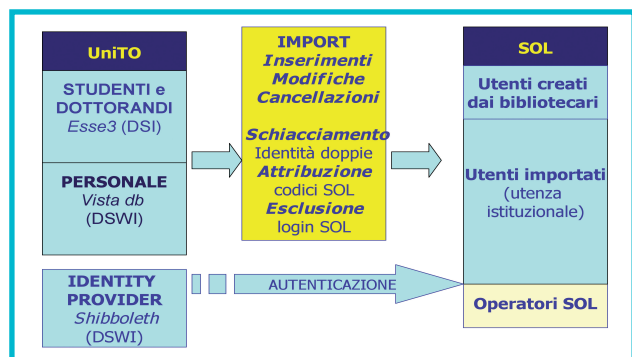 UniTO
STUDENTI e
DOTTORANDI
Esse3 (DSI)
PERSONALE
Vista db
(DSWI)
IDENTITY
PROVIDER
Shibboleth
(DSWI)
IMPORT
Inserimenti
Modifiche
Cancellazioni
Schiacciamento
Identità doppie
Attribuzione
codici SOL
Esclusione
login SOL
AUTENTICAZIONE
SOL
Utenti creati
dai bibliotecari
Utenti importati
(utenza
istituzionale)
Operatori SOL